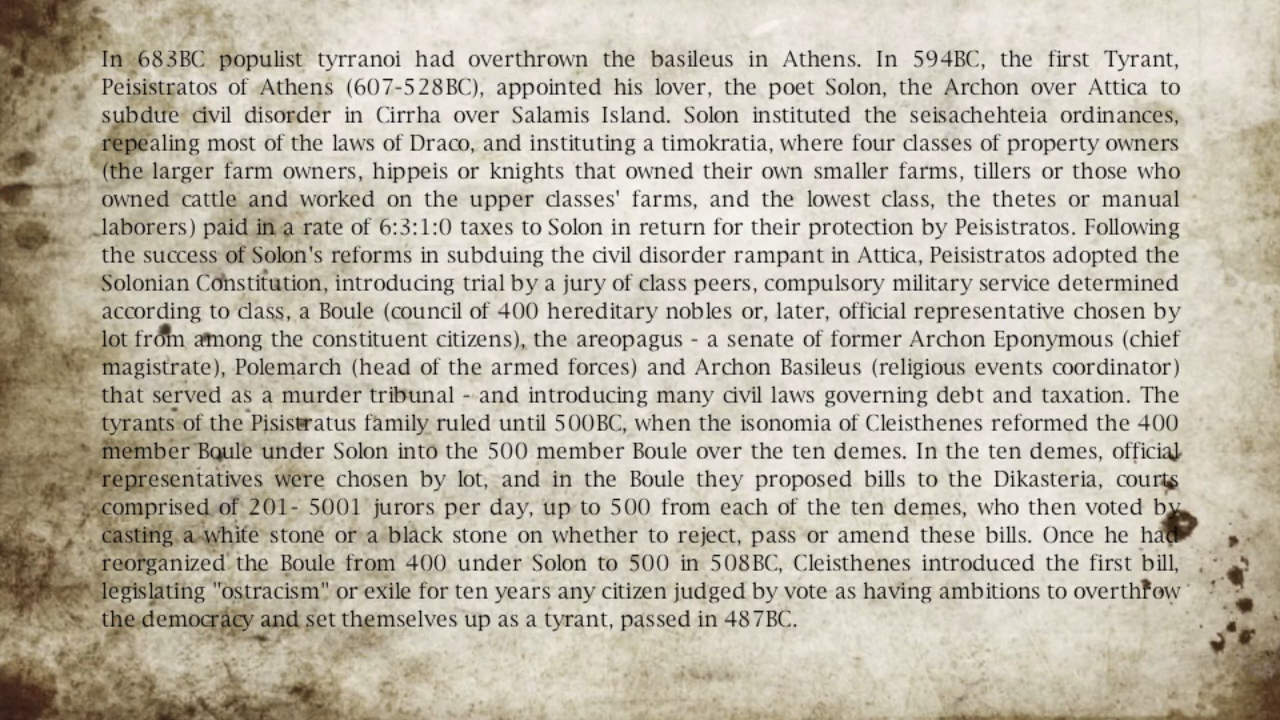 In 683BC populist tyrranoi had overthrown the basileus in Athens. In 594BC, the first Tyrant,
Peisistratos of Athens (607-528BC), appointed his lover, the poet Solon, the Archon over Attica to
subdue civil disorder in Cirrha over Salamis Island. Solon instituted the seisachehteia ordinances,
repealing most of the laws of Draco, and instituting a timokratia, where four classes of property owners
(the larger farm owners, hippeis or knights that owned their own smaller farms, tillers or those who
owned cattle and worked on the upper classes' farms, and the lowest class, the thetes or manual
laborers) paid in a rate of 6:3:1:0 taxes to Solon in return for their protection by Peisistratos. Following
the success of Solon's reforms in subduing the civil disorder rampant in Attica, Peisistratos adopted the
Solonian Constitution, introducing trial by a jury of class peers, compulsory military service determined
according to class, a Boule (council of 400 hereditary nobles or, later, official representative chosen by
lot from among the constituent citizens), the areopagus - a senate of former Archon Eponymous (chief
magistrate), Polemarch (head of the armed forces) and Archon Basileus (religious events coordinator)
that served as a murder tribunal - and introducing many civil laws governing debt and taxation. The
tyrants of the Pisistratus family ruled until 500BC, when the isonomia of Cleisthenes reformed the 400
member Boule under Solon into the 500 member Boule over the ten demes. In the ten demes, official
representatives were chosen by lot, and in the Boule they proposed bills to the Dikasteria, courts
comprised of 201- 5001 jurors per day, up to 500 from each of the ten demes, who then voted by
casting a white stone or a black stone on whether to reject, pass or amend these bills. Once he had
reorganized the Boule from 400 under Solon to 500 in 508BC, Cleisthenes introduced the first bill,
legislating "ostracism" or exile for ten years any citizen judged by vote as having ambitions to overthrow
the democracy and set themselves up as a tyrant, passed in 487BC.